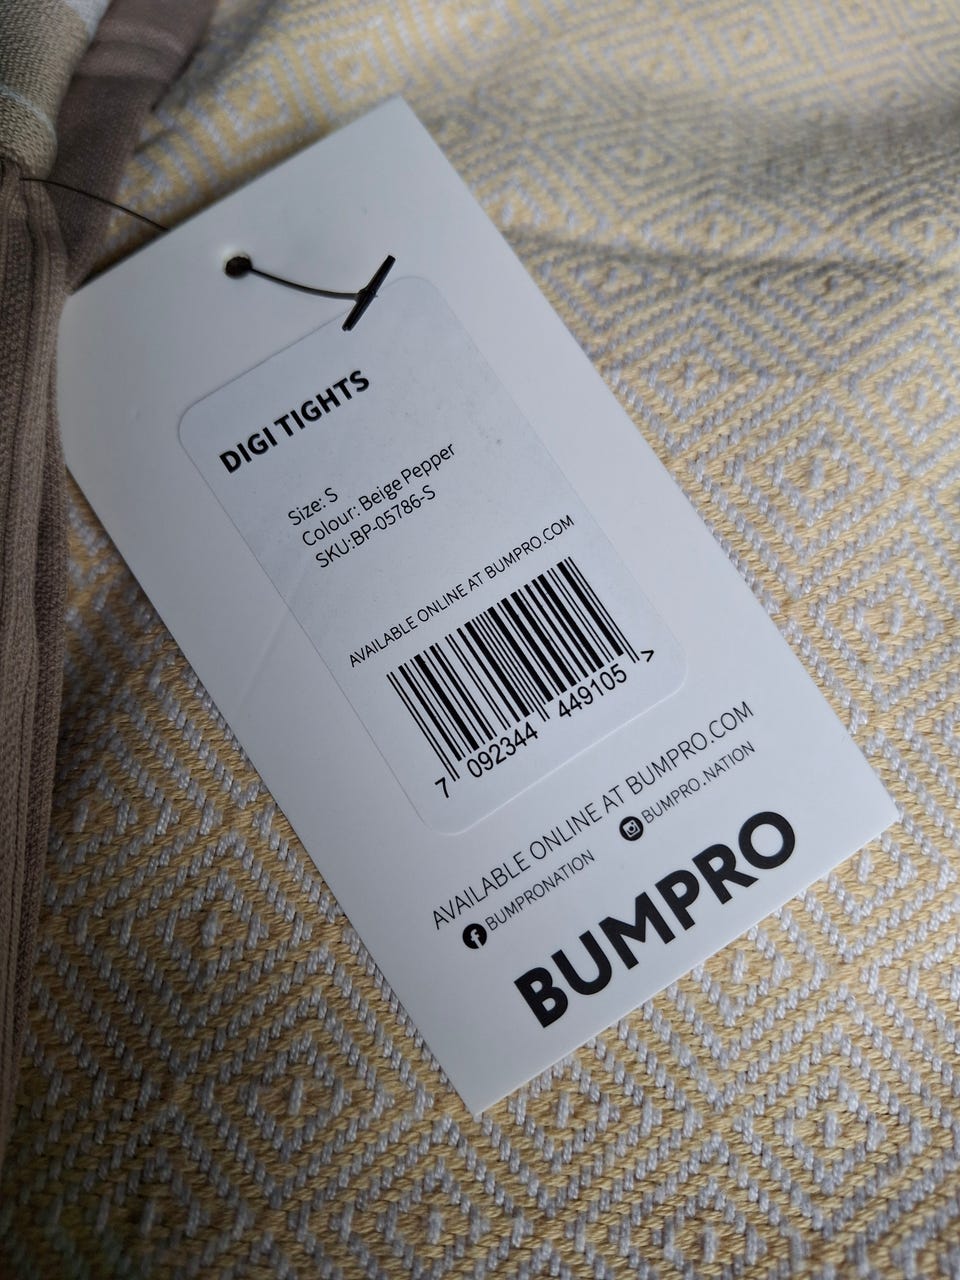 DIGI TIGHTS
Size: S
Colour: Beige Pepper
SKU:BP-05786-S
AVAILABLE ONLINE AT BUMPRO.COM
7 092344 449105 >
AVAILABLE ONLINE AT BUMPRO.COM
BUMPRONATION BUMPRO.NATION
BUMPRO